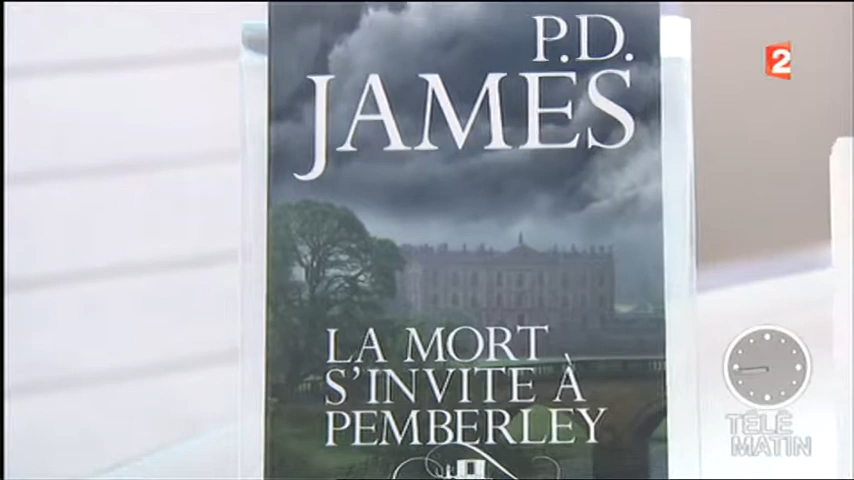 P.D.
JAMES
LA MORT
S'INVITE À
PEMBERLEY
2
TÉLÉ
MATIN